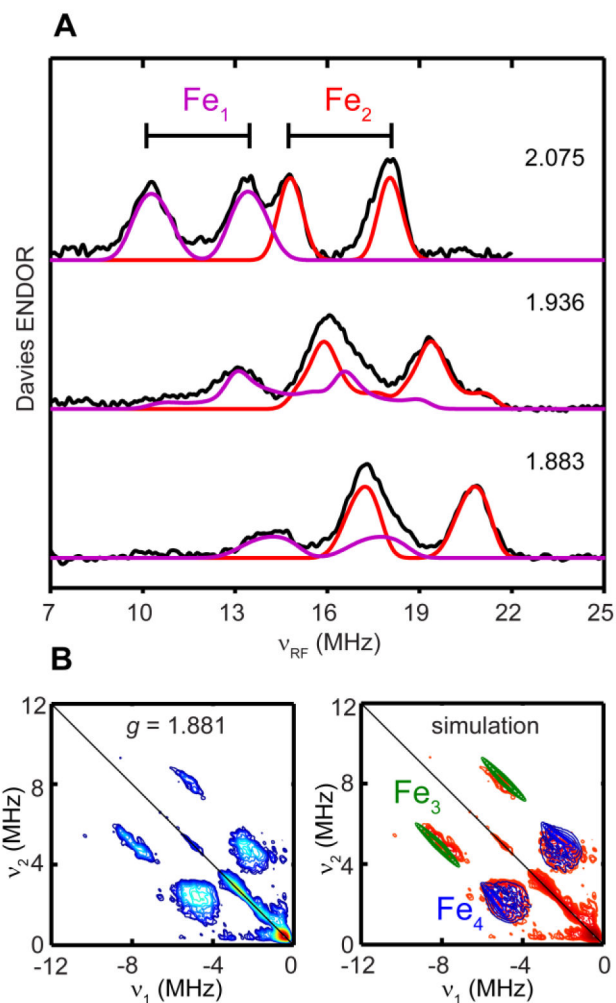 A
Fe₁ Fe₂
2.075
1.936
1.883
Davies ENDOR
7 10 13 16 19 22 25
νRF (MHz)
B
12 12
g = 1.881 simulation
8 8
Fe₃
4 4
Fe₄
0 0
ν₂ (MHz) ν₂ (MHz)
-12 -8 -4 0 -12 -8 -4 0
ν₁ (MHz) ν₁ (MHz)